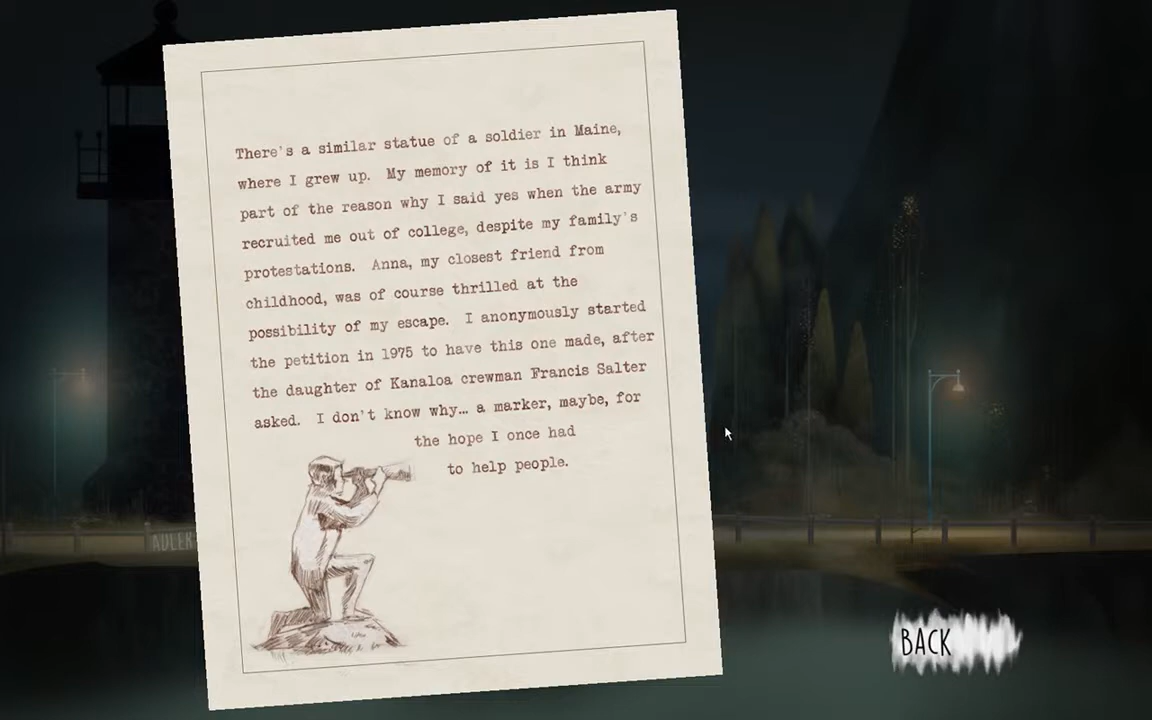 There's a similar statue of a soldier in Maine,
where I grew up.  My memory of it is I think
part of the reason why I said yes when the army
recruited me out of college, despite my family's
protestations.  Anna, my closest friend from
childhood, was of course thrilled at the
possibility of my escape.  I anonymously started
the petition in 1975 to have this one made, after
the daughter of Kanaloa crewman Francis Salter
asked.  I don't know why… a marker, maybe, for
the hope I once had
to help people.
ADLER
BACK